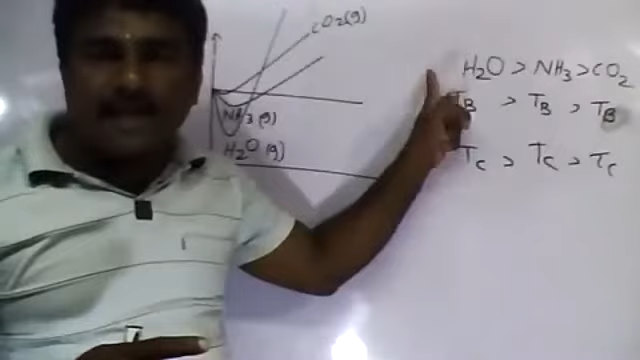 CO2(g)
NH3(g)
H2O(g)
H2O > NH3 > CO2
TB > TB > TB
TC > TC > TC